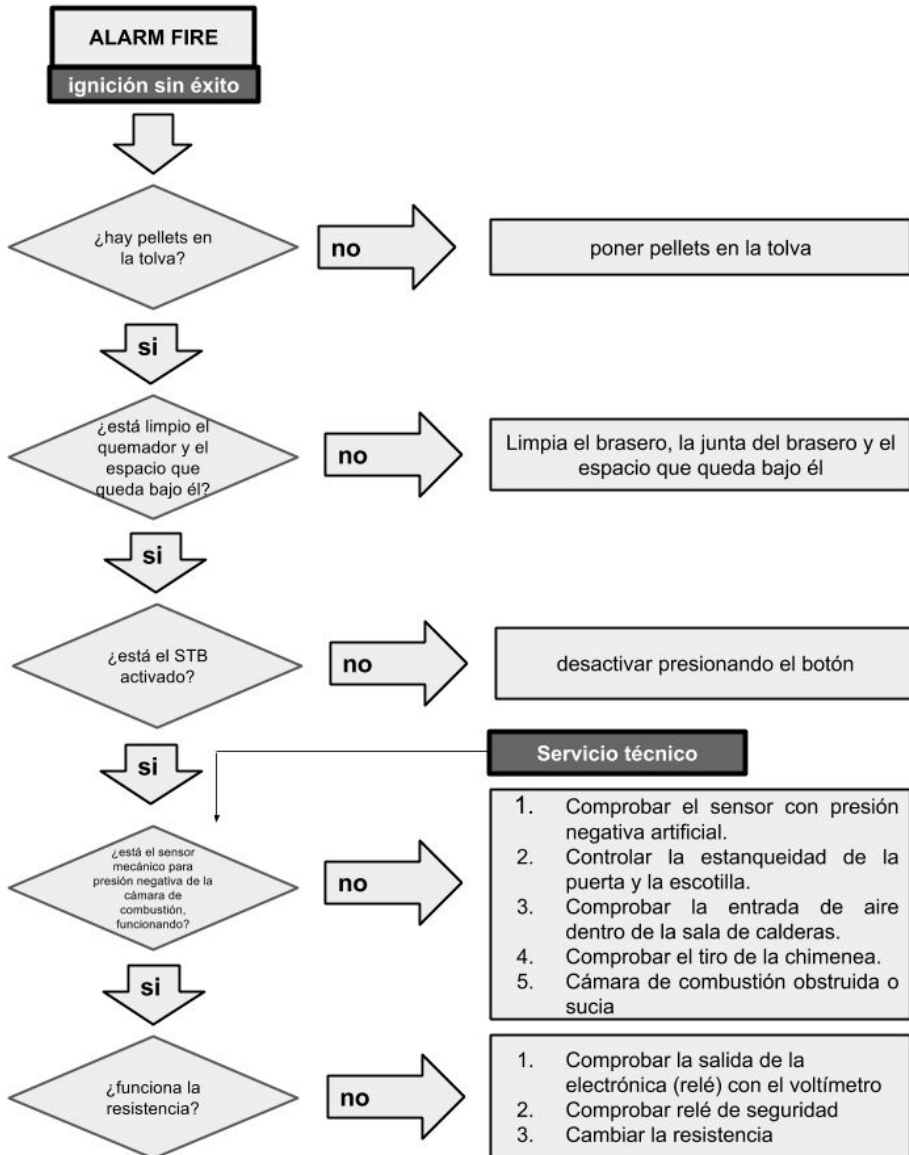 ALARM FIRE
ignición sin éxito
¿hay pellets en
la tolva?
no
poner pellets en la tolva
si
¿está limpio el
quemador y el
espacio que
queda bajo él?
no
Limpia el brasero, la junta del brasero y el
espacio que queda bajo él
si
¿está el STB
activado?
no
desactivar presionando el botón
si
Servicio técnico
¿está el sensor
mecánico para
presión negativa de la
cámara de
combustión,
funcionando?
no
1. Comprobar el sensor con presión
negativa artificial.
2. Controlar la estanqueidad de la
puerta y la escotilla.
3. Comprobar la entrada de aire
dentro de la sala de calderas.
4. Comprobar el tiro de la chimenea.
5. Cámara de combustión obstruida o
sucia
si
¿funciona la
resistencia?
no
1. Comprobar la salida de la
electrónica (relé) con el voltímetro
2. Comprobar relé de seguridad
3. Cambiar la resistencia